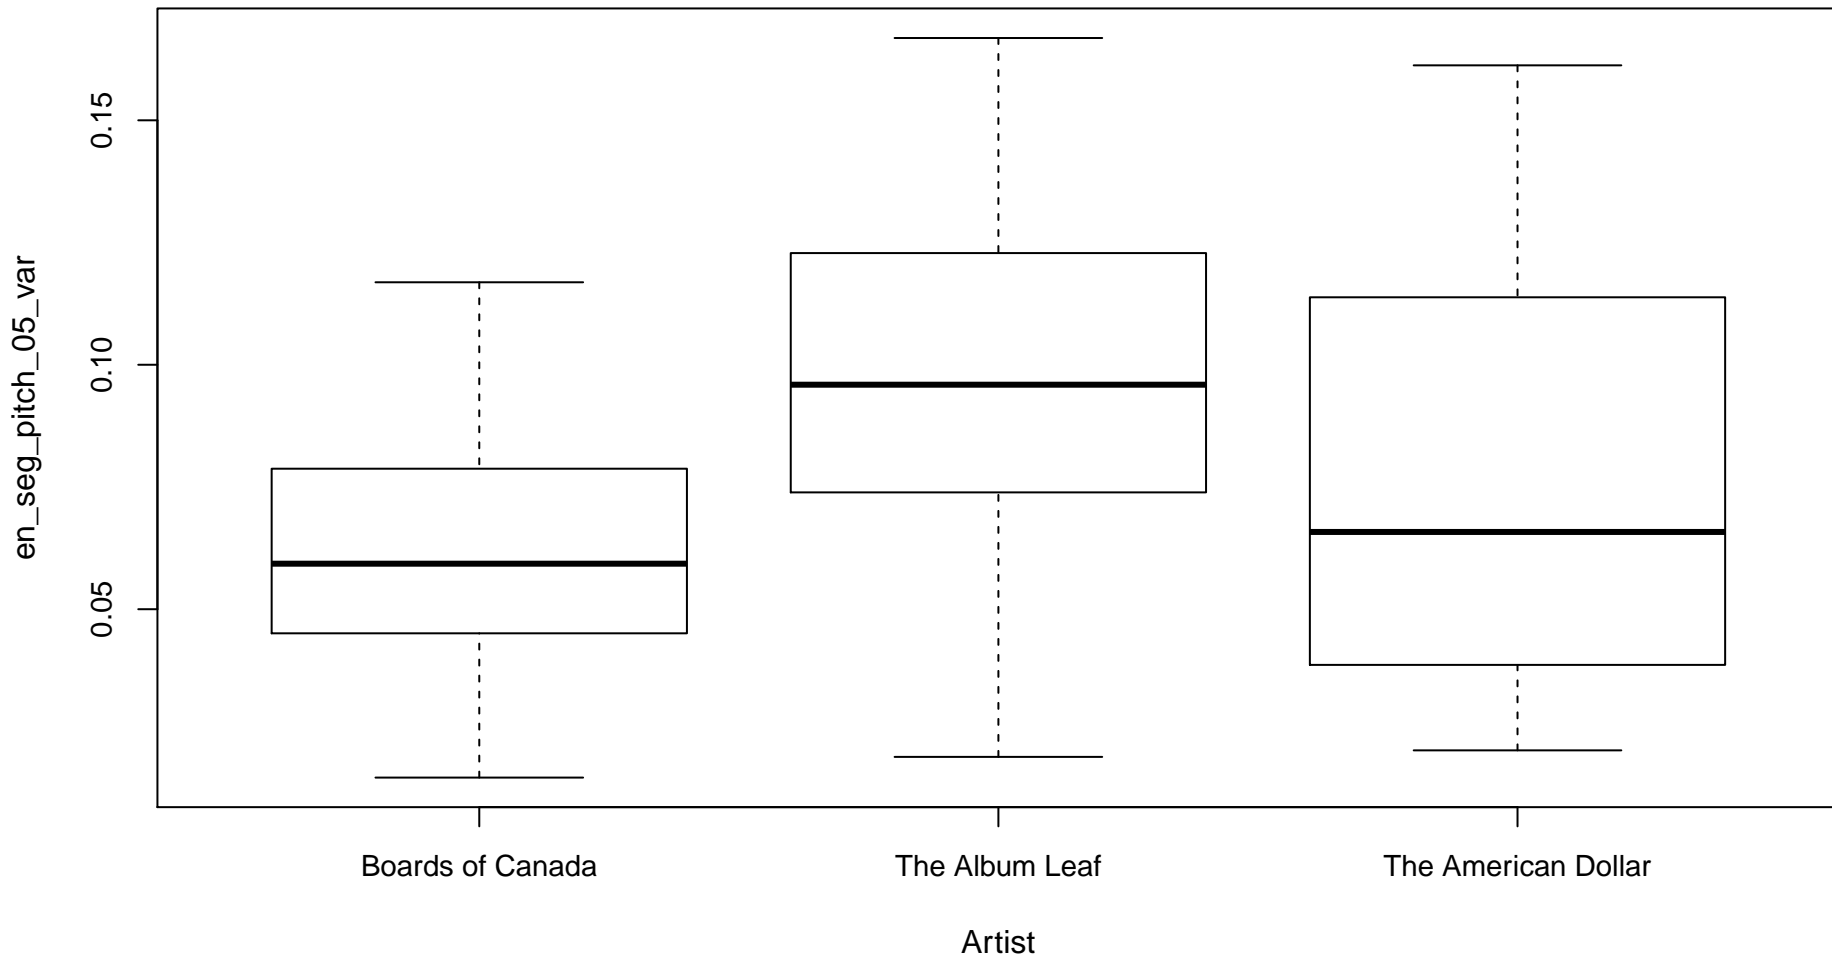 en_seg_pitch_05_var
0.15
0.10
0.05
Boards of Canada
The Album Leaf
The American Dollar
Artist